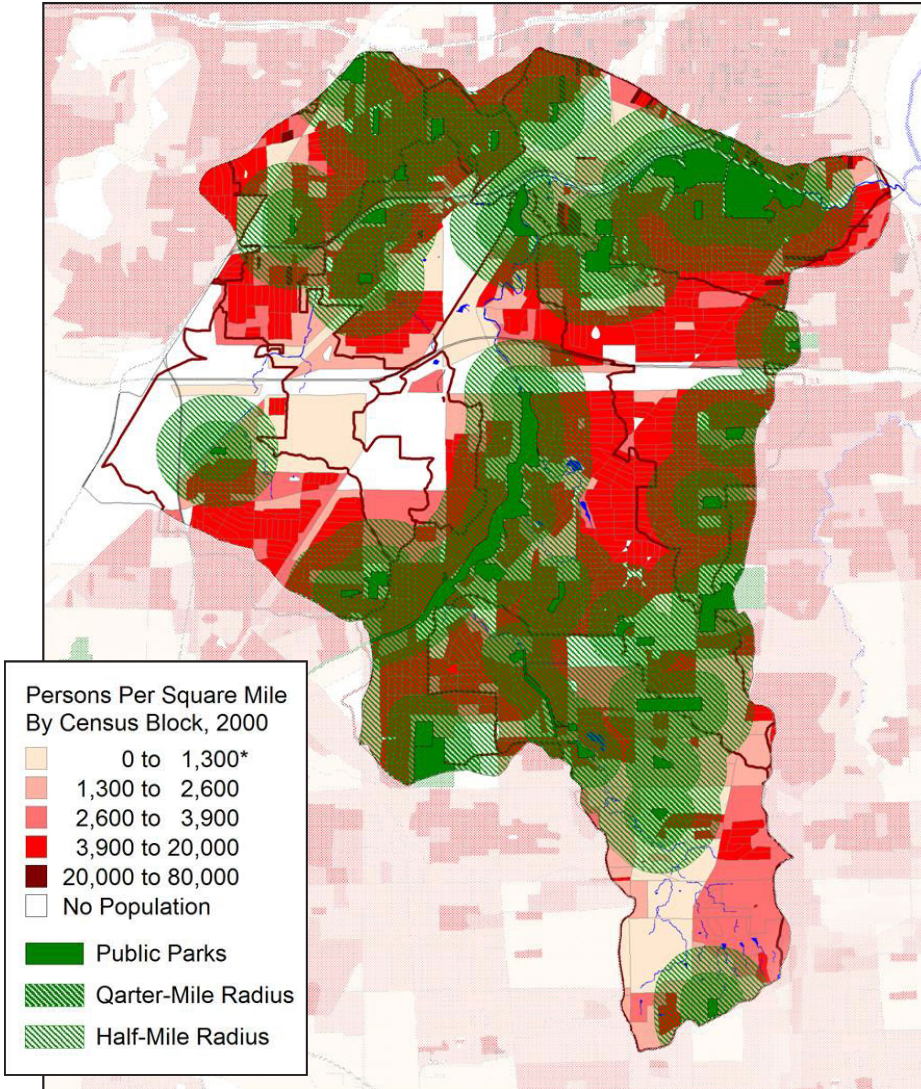 Persons Per Square Mile
By Census Block, 2000
0 to 1,300*
1,300 to 2,600
2,600 to 3,900
3,900 to 20,000
20,000 to 80,000
No Population
Public Parks
Qarter-Mile Radius
Half-Mile Radius